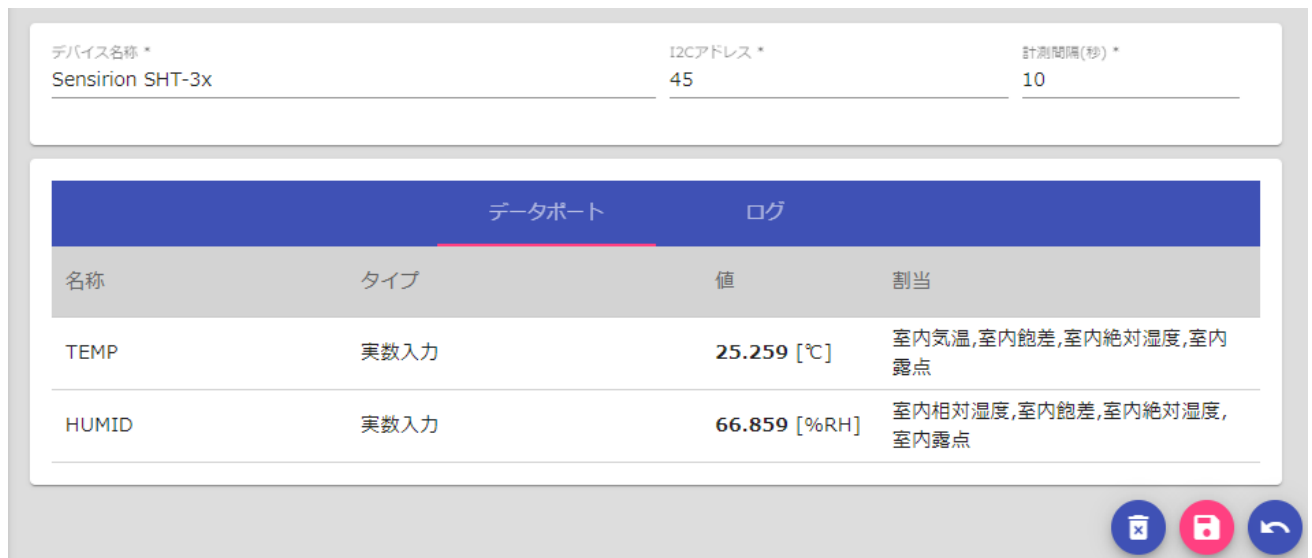 デバイス名称 * I2Cアドレス * 計測間隔(秒) *
Sensirion SHT-3x 45 10
データポート ログ
名称 タイプ 値 割当
TEMP 実数入力 25.259 [℃] 室内気温,室内飽差,室内絶対湿度,室内
露点
HUMID 実数入力 66.859 [%RH] 室内相対湿度,室内飽差,室内絶対湿度,
室内露点